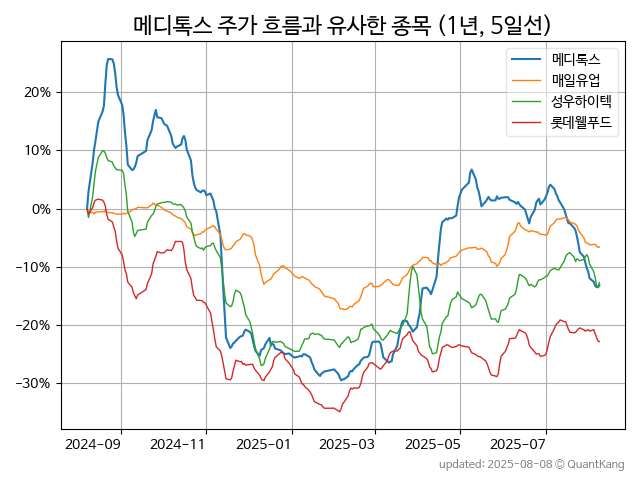 메디톡스 주가 흐름과 유사한 종목 (1년, 5일선)
메디톡스
매일유업
성우하이텍
롯데웰푸드
20%
10%
0%
−10%
−20%
−30%
2024-09 2024-11 2025-01 2025-03 2025-05 2025-07
updated: 2025-08-08 © QuantKang